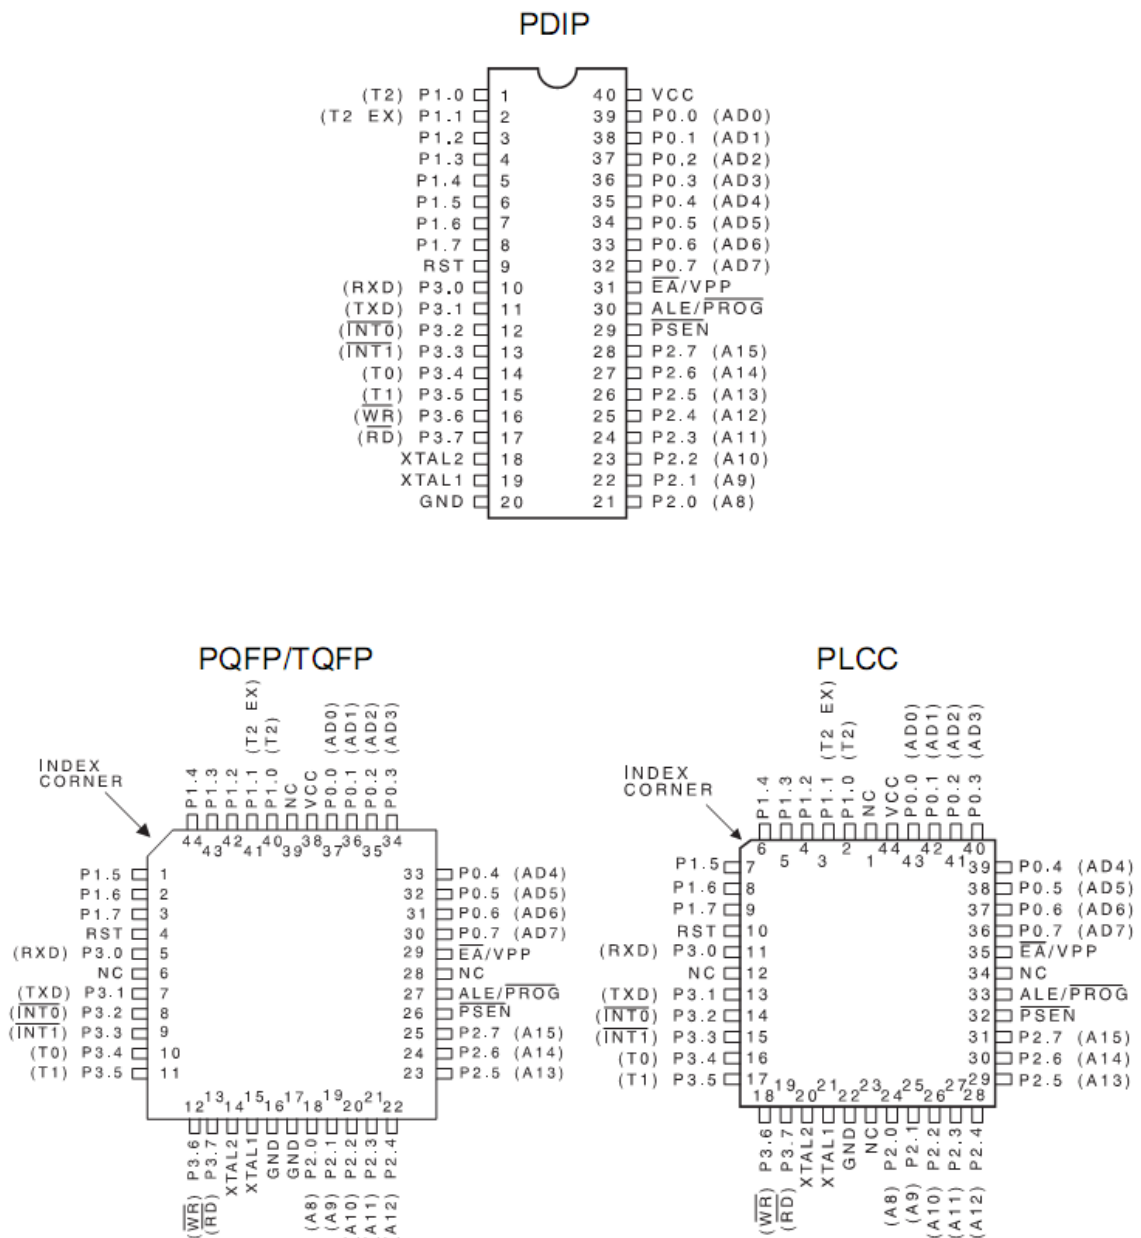 PDIP
(T2) P1.0 1 40 VCC
(T2 EX) P1.1 2 39 P0.0 (AD0)
P1.2 3 38 P0.1 (AD1)
P1.3 4 37 P0.2 (AD2)
P1.4 5 36 P0.3 (AD3)
P1.5 6 35 P0.4 (AD4)
P1.6 7 34 P0.5 (AD5)
P1.7 8 33 P0.6 (AD6)
RST 9 32 P0.7 (AD7)
(RXD) P3.0 10 31 E̅A̅/VPP
(TXD) P3.1 11 30 ALE/P̅R̅O̅G̅
(I̅N̅T̅0̅) P3.2 12 29 P̅S̅E̅N̅
(I̅N̅T̅1̅) P3.3 13 28 P2.7 (A15)
(T0) P3.4 14 27 P2.6 (A14)
(T1) P3.5 15 26 P2.5 (A13)
(W̅R̅) P3.6 16 25 P2.4 (A12)
(R̅D̅) P3.7 17 24 P2.3 (A11)
XTAL2 18 23 P2.2 (A10)
XTAL1 19 22 P2.1 (A9)
GND 20 21 P2.0 (A8)
PQFP/TQFP
INDEX
CORNER
P1.4
P1.3
P1.2
P1.1 (T2 EX)
P1.0 (T2)
NC
VCC
P0.0 (AD0)
P0.1 (AD1)
P0.2 (AD2)
P0.3 (AD3)
44 43 42 41 40 39 38 37 36 35 34
P1.5 1 33 P0.4 (AD4)
P1.6 2 32 P0.5 (AD5)
P1.7 3 31 P0.6 (AD6)
RST 4 30 P0.7 (AD7)
(RXD) P3.0 5 29 E̅A̅/VPP
NC 6 28 NC
(TXD) P3.1 7 27 ALE/P̅R̅O̅G̅
(I̅N̅T̅0̅) P3.2 8 26 P̅S̅E̅N̅
(I̅N̅T̅1̅) P3.3 9 25 P2.7 (A15)
(T0) P3.4 10 24 P2.6 (A14)
(T1) P3.5 11 23 P2.5 (A13)
12 13 14 15 16 17 18 19 20 21 22
(W̅R̅) P3.6
(R̅D̅) P3.7
XTAL2
XTAL1
GND
GND
(A8) P2.0
(A9) P2.1
(A10) P2.2
(A11) P2.3
(A12) P2.4
PLCC
INDEX
CORNER
P1.4
P1.3
P1.2
P1.1 (T2 EX)
P1.0 (T2)
NC
VCC
P0.0 (AD0)
P0.1 (AD1)
P0.2 (AD2)
P0.3 (AD3)
6 5 4 3 2 1 44 43 42 41 40
P1.5 7 39 P0.4 (AD4)
P1.6 8 38 P0.5 (AD5)
P1.7 9 37 P0.6 (AD6)
RST 10 36 P0.7 (AD7)
(RXD) P3.0 11 35 E̅A̅/VPP
NC 12 34 NC
(TXD) P3.1 13 33 ALE/P̅R̅O̅G̅
(I̅N̅T̅0̅) P3.2 14 32 P̅S̅E̅N̅
(I̅N̅T̅1̅) P3.3 15 31 P2.7 (A15)
(T0) P3.4 16 30 P2.6 (A14)
(T1) P3.5 17 29 P2.5 (A13)
18 19 20 21 22 23 24 25 26 27 28
(W̅R̅) P3.6
(R̅D̅) P3.7
XTAL2
XTAL1
GND
NC
(A8) P2.0
(A9) P2.1
(A10) P2.2
(A11) P2.3
(A12) P2.4